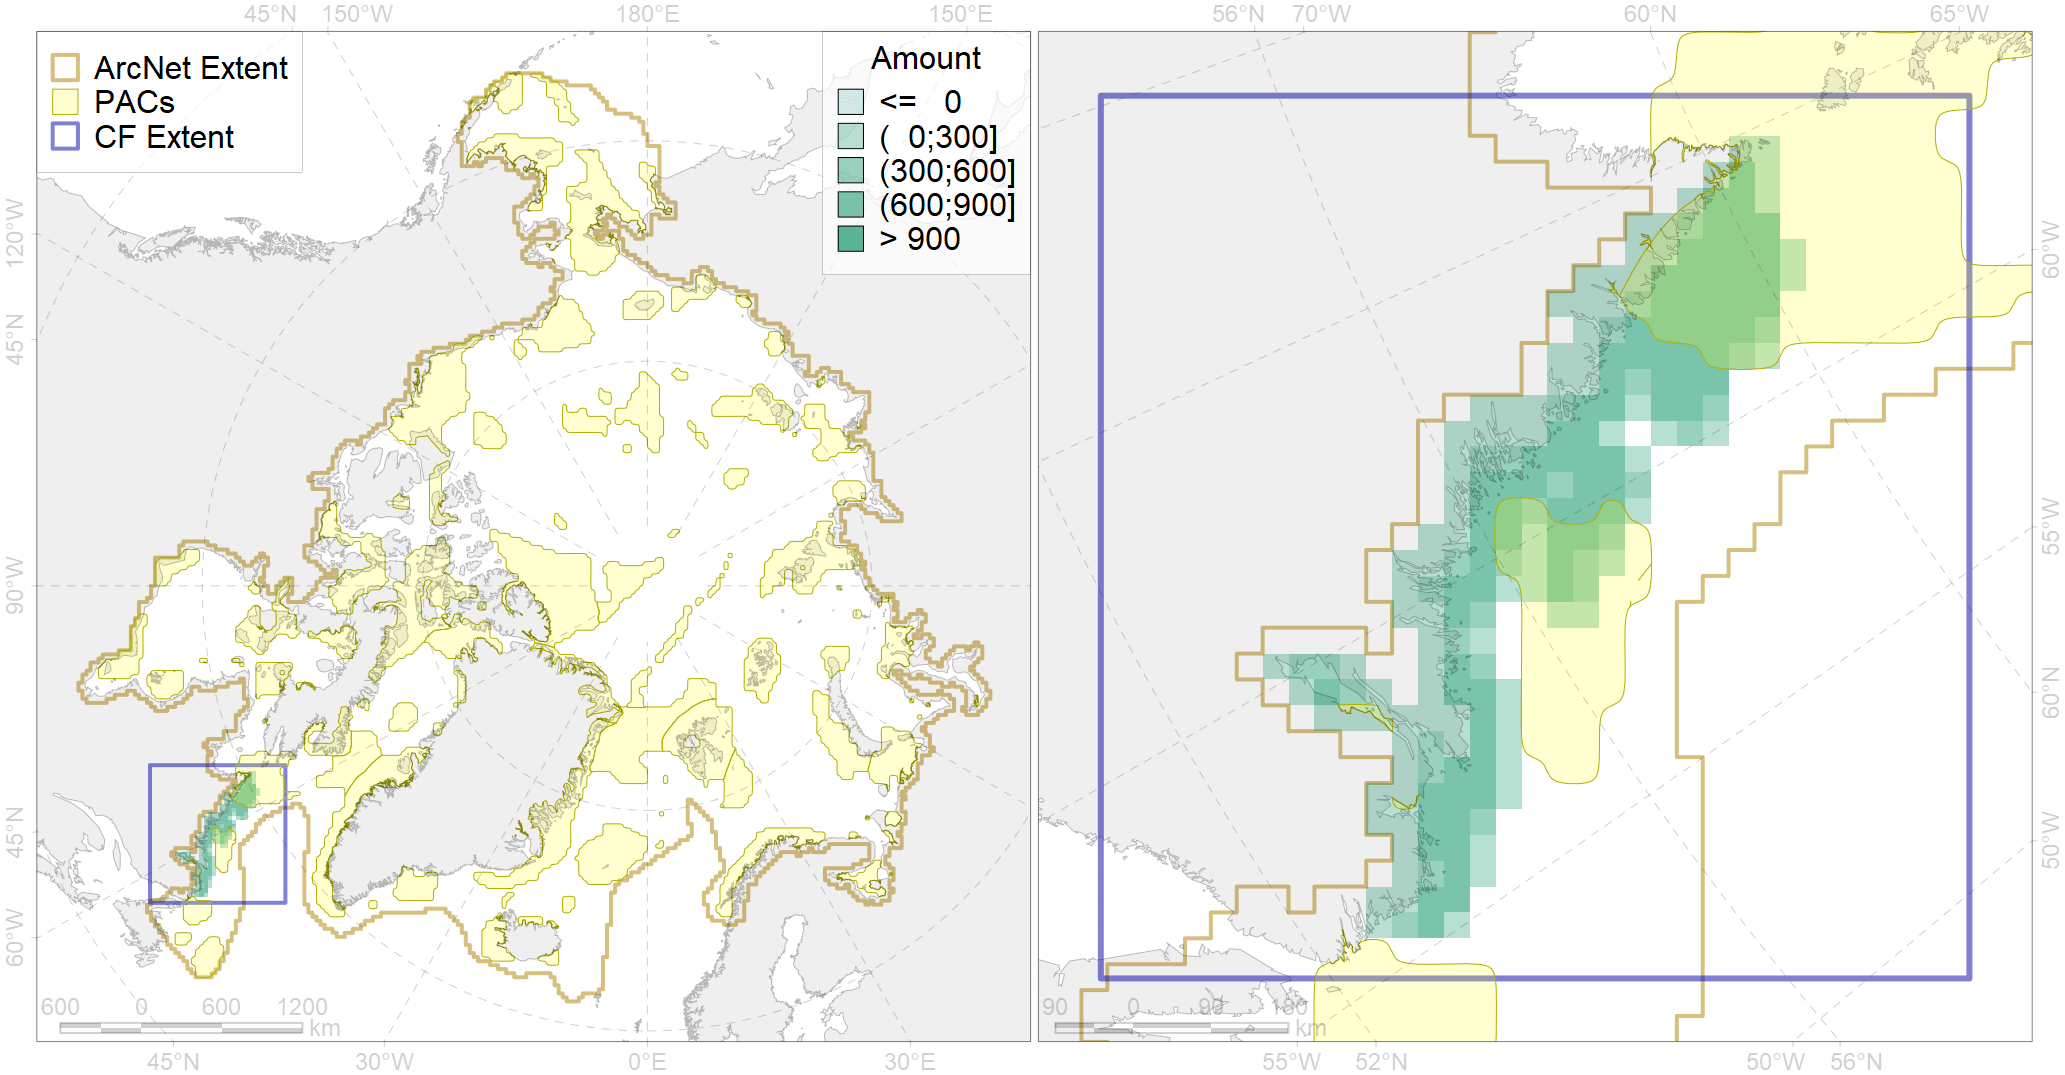 45°N 150°W 180°E 150°E 56°N 70°W 60°N 65°W
ArcNet Extent
PACs
CF Extent
Amount
<= 0
( 0;300]
(300;600]
(600;900]
> 900
120°W
45°N
90°W
45°N
60°W
60°W
55°W
60°N
50°W
600 0 600 1200
km
90 0 90 180
km
45°N 30°W 0°E 30°E 55°W 52°N 50°W 56°N